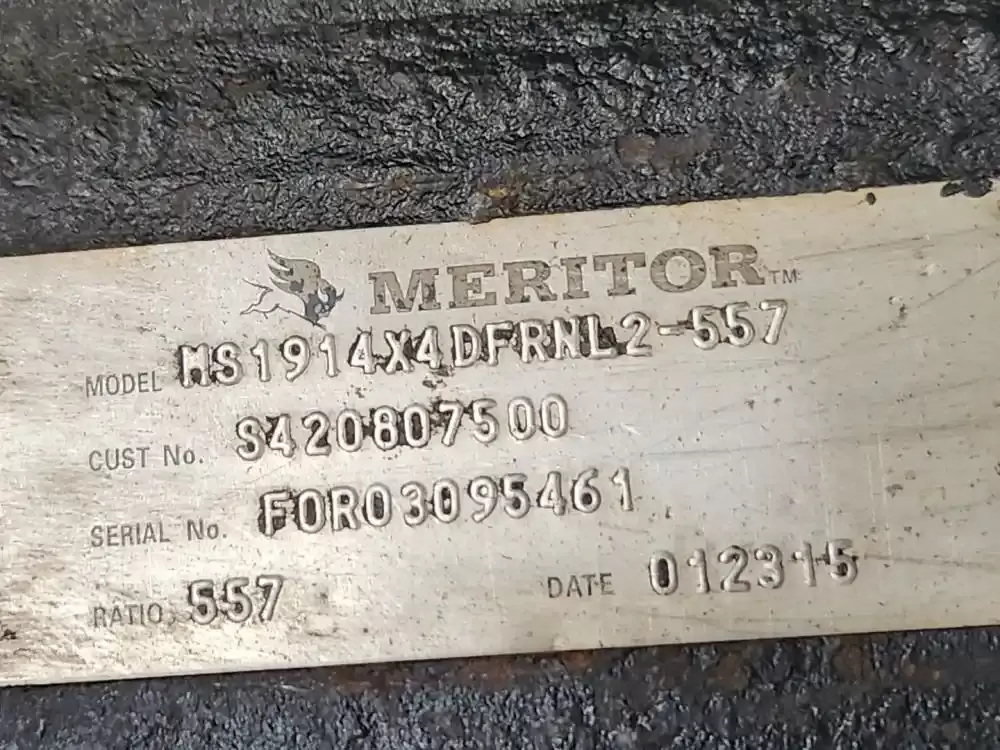 MERITOR™
MODEL MS1914X4DFRNL2-557
CUST No. S420807500
SERIAL No. FOR03095461
RATIO 557 DATE 012315